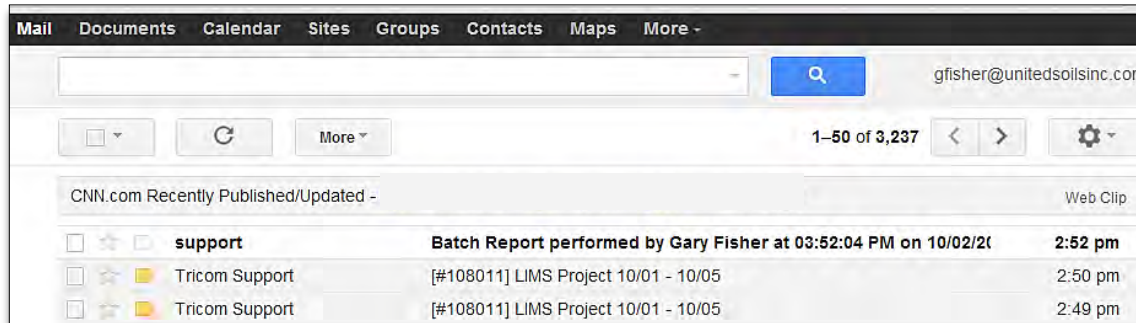 Mail Documents Calendar Sites Groups Contacts Maps More
gfisher@unitedsoilsinc.com
More 1–50 of 3,237
CNN.com Recently Published/Updated - Web Clip
support Batch Report performed by Gary Fisher at 03:52:04 PM on 10/02/20 2:52 pm
Tricom Support [#108011] LIMS Project 10/01 - 10/05 2:50 pm
Tricom Support [#108011] LIMS Project 10/01 - 10/05 2:49 pm